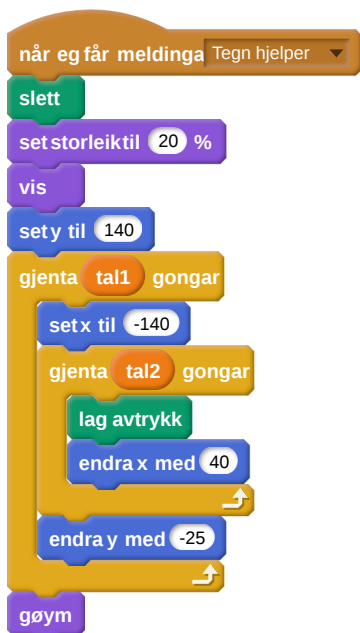 når eg får meldinga Tegn hjelper
slett
set storleik til 20 %
vis
set y til 140
gjenta tal1 gongar
set x til -140
gjenta tal2 gongar
lag avtrykk
endra x med 40
endra y med -25
gøym